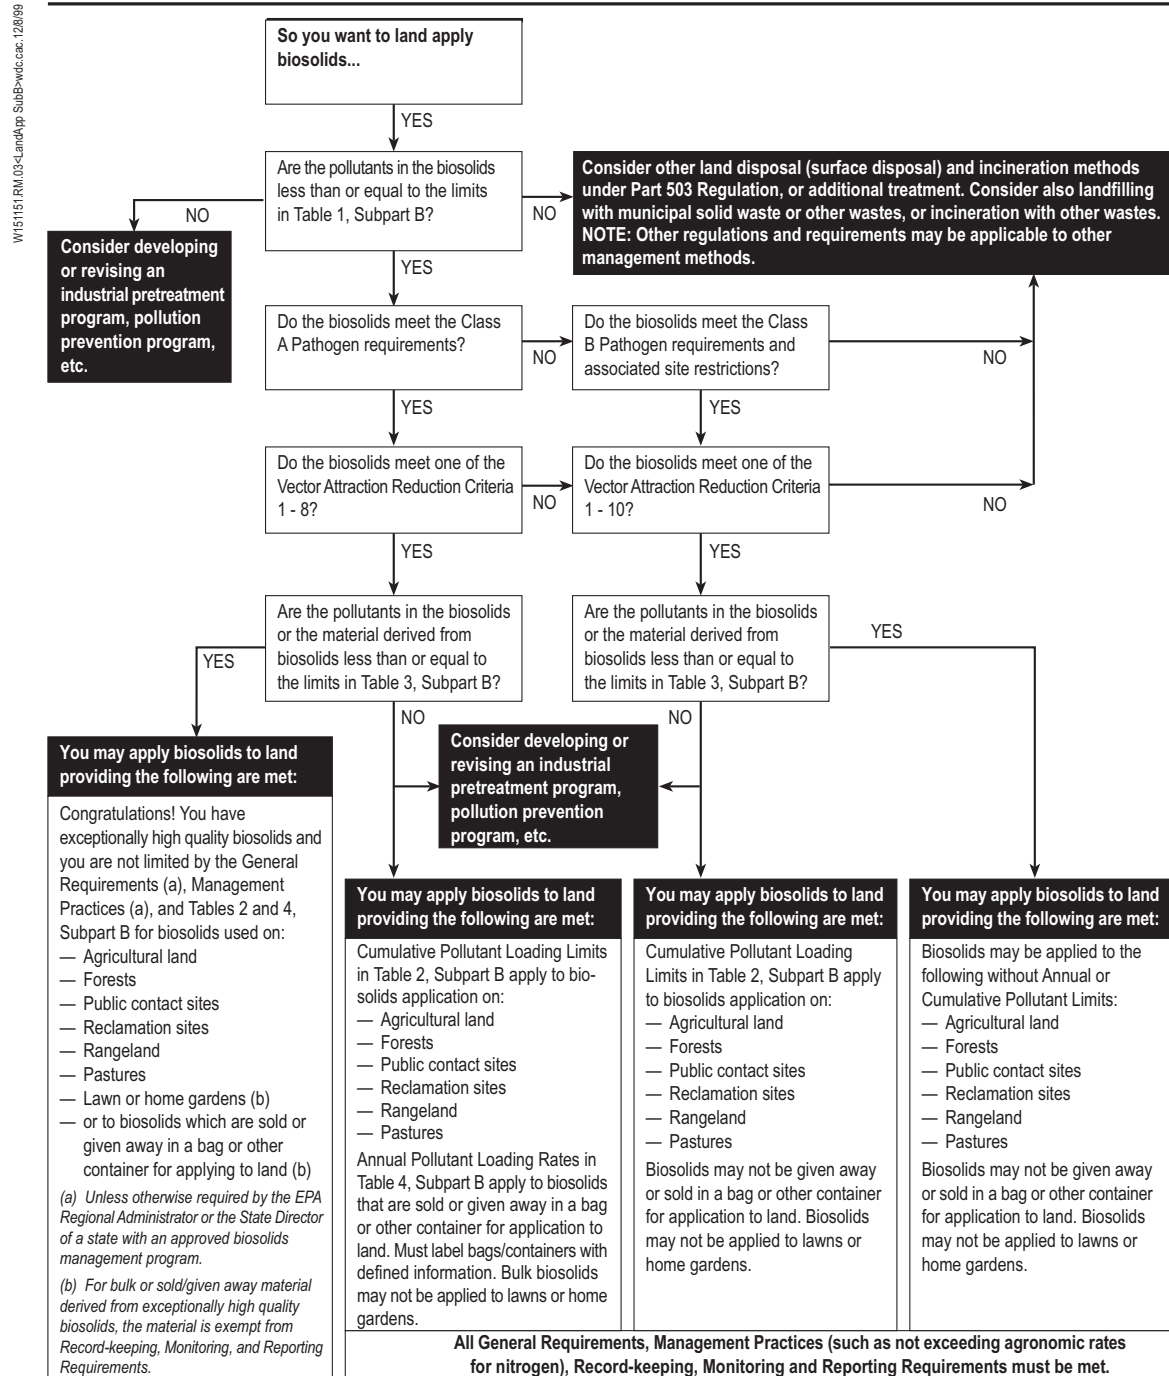 W151151.RM.03<LandApp SubB>wdc.cac.12/8/99
So you want to land apply
biosolids...
YES
Are the pollutants in the biosolids
less than or equal to the limits
in Table 1, Subpart B?
NO
NO
Consider other land disposal (surface disposal) and incineration methods
under Part 503 Regulation, or additional treatment. Consider also landfilling
with municipal solid waste or other wastes, or incineration with other wastes.
NOTE: Other regulations and requirements may be applicable to other
management methods.
Consider developing
or revising an
industrial pretreatment
program, pollution
prevention program,
etc.
YES
Do the biosolids meet the Class
A Pathogen requirements?
NO
Do the biosolids meet the Class
B Pathogen requirements and
associated site restrictions?
NO
YES
YES
Do the biosolids meet one of the
Vector Attraction Reduction Criteria
1 - 8?
NO
Do the biosolids meet one of the
Vector Attraction Reduction Criteria
1 - 10?
NO
YES
YES
Are the pollutants in the biosolids
or the material derived from
biosolids less than or equal to
the limits in Table 3, Subpart B?
YES
Are the pollutants in the biosolids
or the material derived from
biosolids less than or equal to
the limits in Table 3, Subpart B?
YES
NO
NO
Consider developing or
revising an industrial
pretreatment program,
pollution prevention
program, etc.
You may apply biosolids to land
providing the following are met:
Congratulations! You have
exceptionally high quality biosolids and
you are not limited by the General
Requirements (a), Management
Practices (a), and Tables 2 and 4,
Subpart B for biosolids used on:
— Agricultural land
— Forests
— Public contact sites
— Reclamation sites
— Rangeland
— Pastures
— Lawn or home gardens (b)
— or to biosolids which are sold or
given away in a bag or other
container for applying to land (b)
(a) Unless otherwise required by the EPA
Regional Administrator or the State Director
of a state with an approved biosolids
management program.
(b) For bulk or sold/given away material
derived from exceptionally high quality
biosolids, the material is exempt from
Record-keeping, Monitoring, and Reporting
Requirements.
You may apply biosolids to land
providing the following are met:
Cumulative Pollutant Loading Limits
in Table 2, Subpart B apply to bio-
solids application on:
— Agricultural land
— Forests
— Public contact sites
— Reclamation sites
— Rangeland
— Pastures
Annual Pollutant Loading Rates in
Table 4, Subpart B apply to biosolids
that are sold or given away in a bag
or other container for application to
land. Must label bags/containers with
defined information. Bulk biosolids
may not be applied to lawns or home
gardens.
You may apply biosolids to land
providing the following are met:
Cumulative Pollutant Loading
Limits in Table 2, Subpart B apply
to biosolids application on:
— Agricultural land
— Forests
— Public contact sites
— Reclamation sites
— Rangeland
— Pastures
Biosolids may not be given away
or sold in a bag or other container
for application to land. Biosolids
may not be applied to lawns or
home gardens.
You may apply biosolids to land
providing the following are met:
Biosolids may be applied to the
following without Annual or
Cumulative Pollutant Limits:
— Agricultural land
— Forests
— Public contact sites
— Reclamation sites
— Rangeland
— Pastures
Biosolids may not be given away
or sold in a bag or other container
for application to land. Biosolids
may not be applied to lawns or
home gardens.
All General Requirements, Management Practices (such as not exceeding agronomic rates
for nitrogen), Record-keeping, Monitoring and Reporting Requirements must be met.